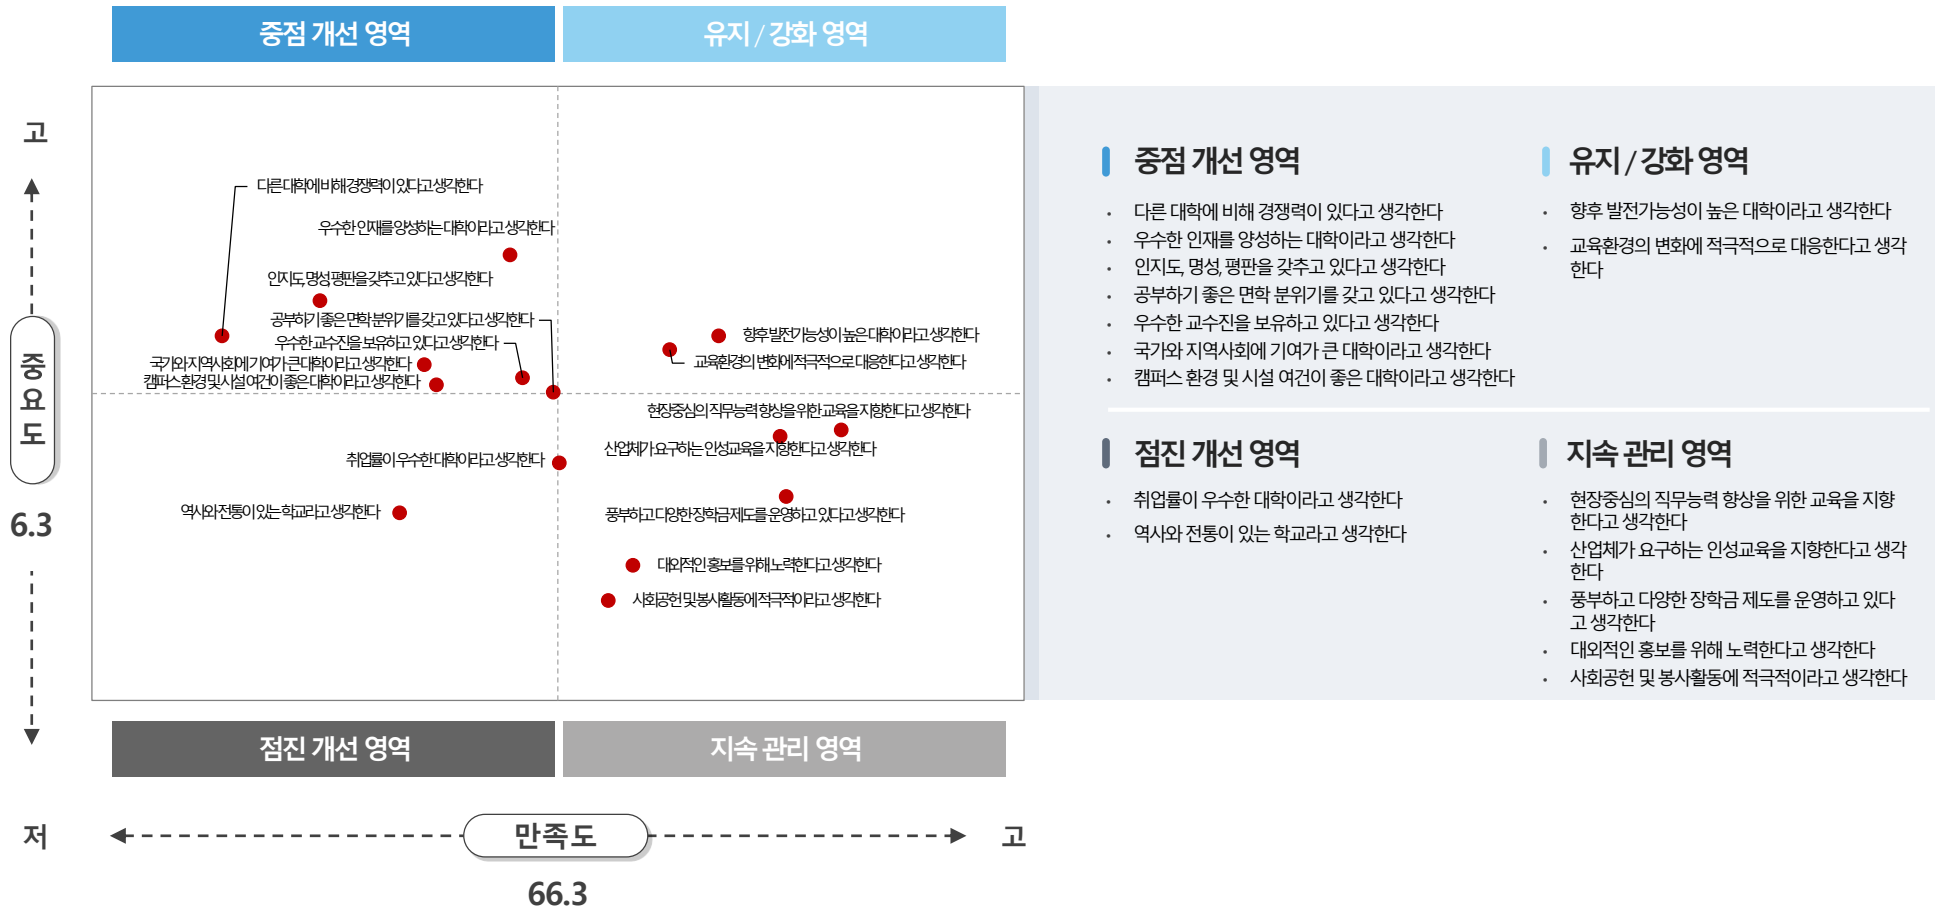 중점 개선 영역
유지 / 강화 영역
고
중요도
6.3
저
다른 대학에 비해 경쟁력이 있다고 생각한다
우수한 인재를 양성하는 대학이라고 생각한다
인지도, 명성, 평판을 갖추고 있다고 생각한다
공부하기 좋은 면학 분위기를 갖고 있다고 생각한다
우수한 교수진을 보유하고 있다고 생각한다
국가와 지역사회에 기여가 큰 대학이라고 생각한다
캠퍼스 환경 및 시설 여건이 좋은 대학이라고 생각한다
향후 발전가능성이 높은 대학이라고 생각한다
교육환경의 변화에 적극적으로 대응한다고 생각한다
현장중심의 직무능력 향상을 위한 교육을 지향한다고 생각한다
산업체가 요구하는 인성교육을 지향한다고 생각한다
취업률이 우수한 대학이라고 생각한다
역사와 전통이 있는 학교라고 생각한다
풍부하고 다양한 장학금 제도를 운영하고 있다고 생각한다
대외적인 홍보를 위해 노력한다고 생각한다
사회공헌 및 봉사활동에 적극적이라고 생각한다
점진 개선 영역
지속 관리 영역
만족도
고
66.3
중점 개선 영역
· 다른 대학에 비해 경쟁력이 있다고 생각한다
· 우수한 인재를 양성하는 대학이라고 생각한다
· 인지도, 명성, 평판을 갖추고 있다고 생각한다
· 공부하기 좋은 면학 분위기를 갖고 있다고 생각한다
· 우수한 교수진을 보유하고 있다고 생각한다
· 국가와 지역사회에 기여가 큰 대학이라고 생각한다
· 캠퍼스 환경 및 시설 여건이 좋은 대학이라고 생각한다
유지 / 강화 영역
· 향후 발전가능성이 높은 대학이라고 생각한다
· 교육환경의 변화에 적극적으로 대응한다고 생각
한다
점진 개선 영역
· 취업률이 우수한 대학이라고 생각한다
· 역사와 전통이 있는 학교라고 생각한다
지속 관리 영역
· 현장중심의 직무능력 향상을 위한 교육을 지향
한다고 생각한다
· 산업체가 요구하는 인성교육을 지향한다고 생각
한다
· 풍부하고 다양한 장학금 제도를 운영하고 있다
고 생각한다
· 대외적인 홍보를 위해 노력한다고 생각한다
· 사회공헌 및 봉사활동에 적극적이라고 생각한다